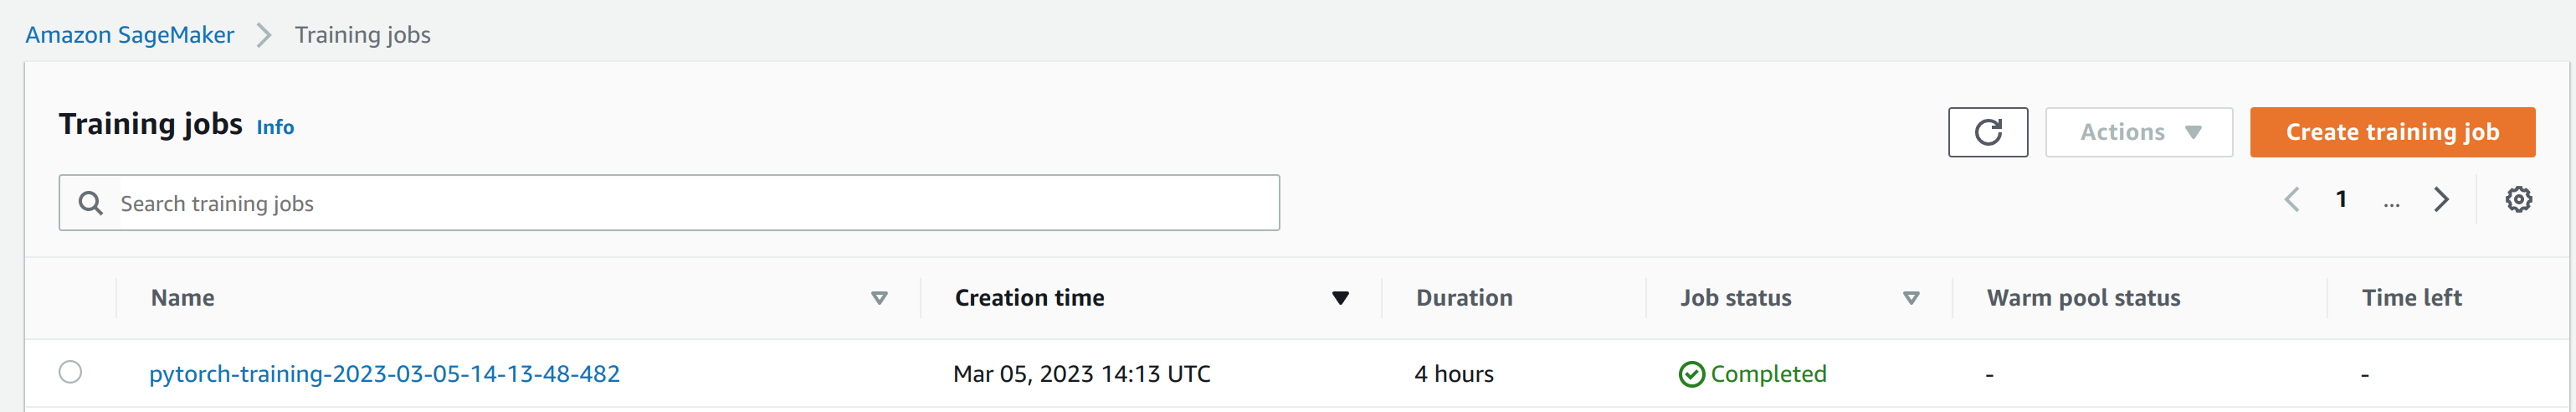 Amazon SageMaker > Training jobs
Training jobs Info
Actions
Create training job
Search training jobs
1 ...
Name Creation time Duration Job status Warm pool status Time left
pytorch-training-2023-03-05-14-13-48-482 Mar 05, 2023 14:13 UTC 4 hours Completed - -